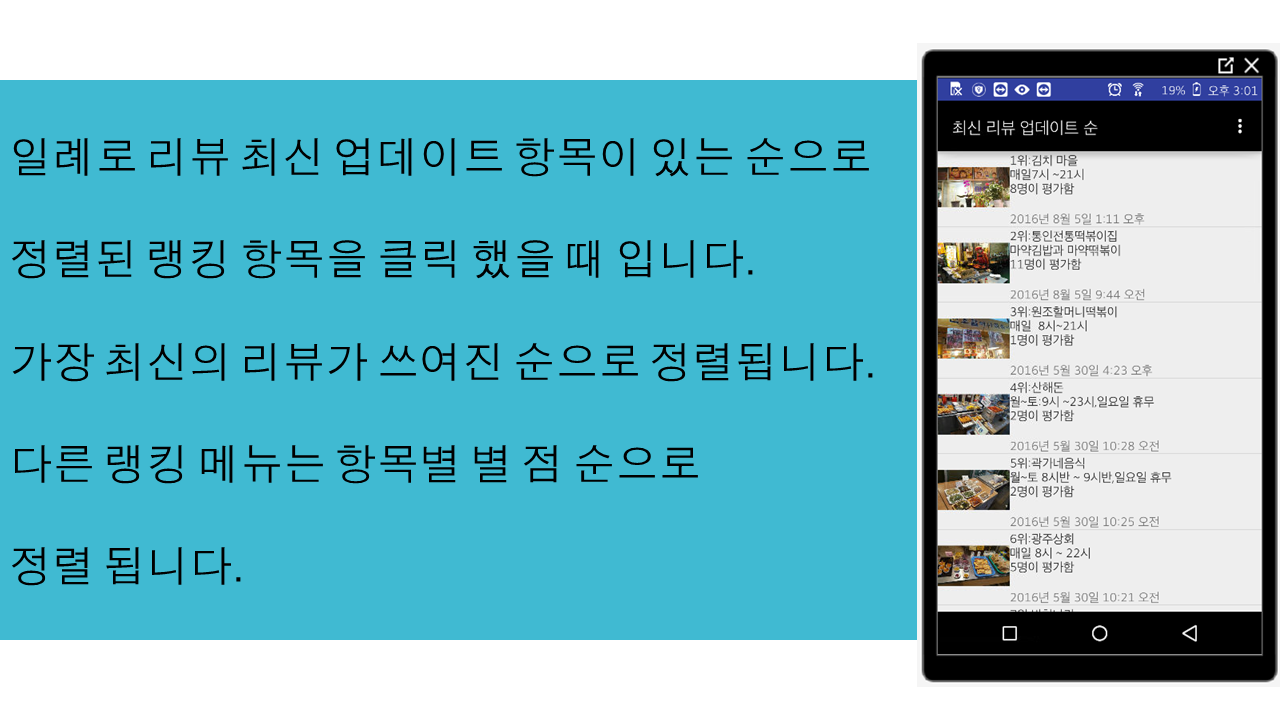 일례로 리뷰 최신 업데이트 항목이 있는 순으로
정렬된 랭킹 항목을 클릭 했을 때 입니다.
가장 최신의 리뷰가 쓰여진 순으로 정렬됩니다.
다른 랭킹 메뉴는 항목별 별 점 순으로
정렬 됩니다.
19% 오후 3:01
최신 리뷰 업데이트 순
1위:김치 마을
매일7시 ~21시
8명이 평가함
2016년 8월 5일 1:11 오후
2위:통인선통떡볶이집
마약김밥과 마약떢볶이
11명이 평가함
2016년 8월 5일 9:44 오전
3위:원조할머니떡볶이
매일  8시~21시
1명이 평가함
2016년 5월 30일 4:23 오후
4위:산해돈
월~토:9시 ~23시,일요일 휴무
2명이 평가함
2016년 5월 30일 10:28 오전
5위:곽기네음식
월~토 8시반 ~ 9시반,일요일 휴무
2명이 평가함
2016년 5월 30일 10:25 오전
6위:광주상회
매일 8시 ~ 22시
5명이 평가함
2016년 5월 30일 10:21 오전